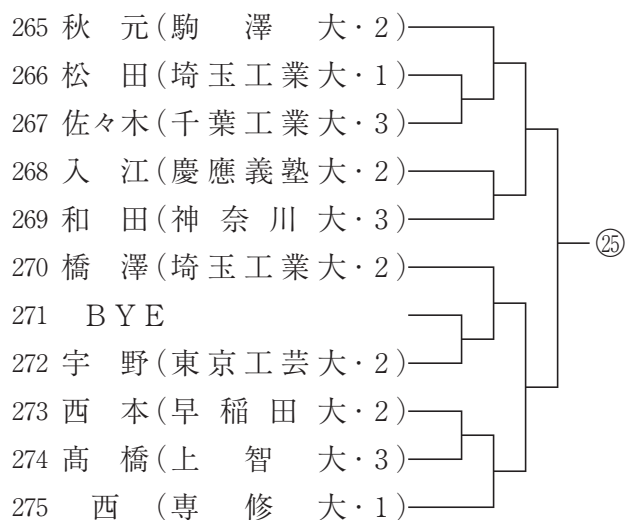 265 秋元(駒澤大・2)
266 松田(埼玉工業大・1)
267 佐々木(千葉工業大・3)
268 入江(慶應義塾大・2)
269 和田(神奈川大・3)
㉕
270 橋澤(埼玉工業大・2)
271 BYE
272 宇野(東京工芸大・2)
273 西本(早稲田大・2)
274 髙橋(上智大・3)
275 西(専修大・1)